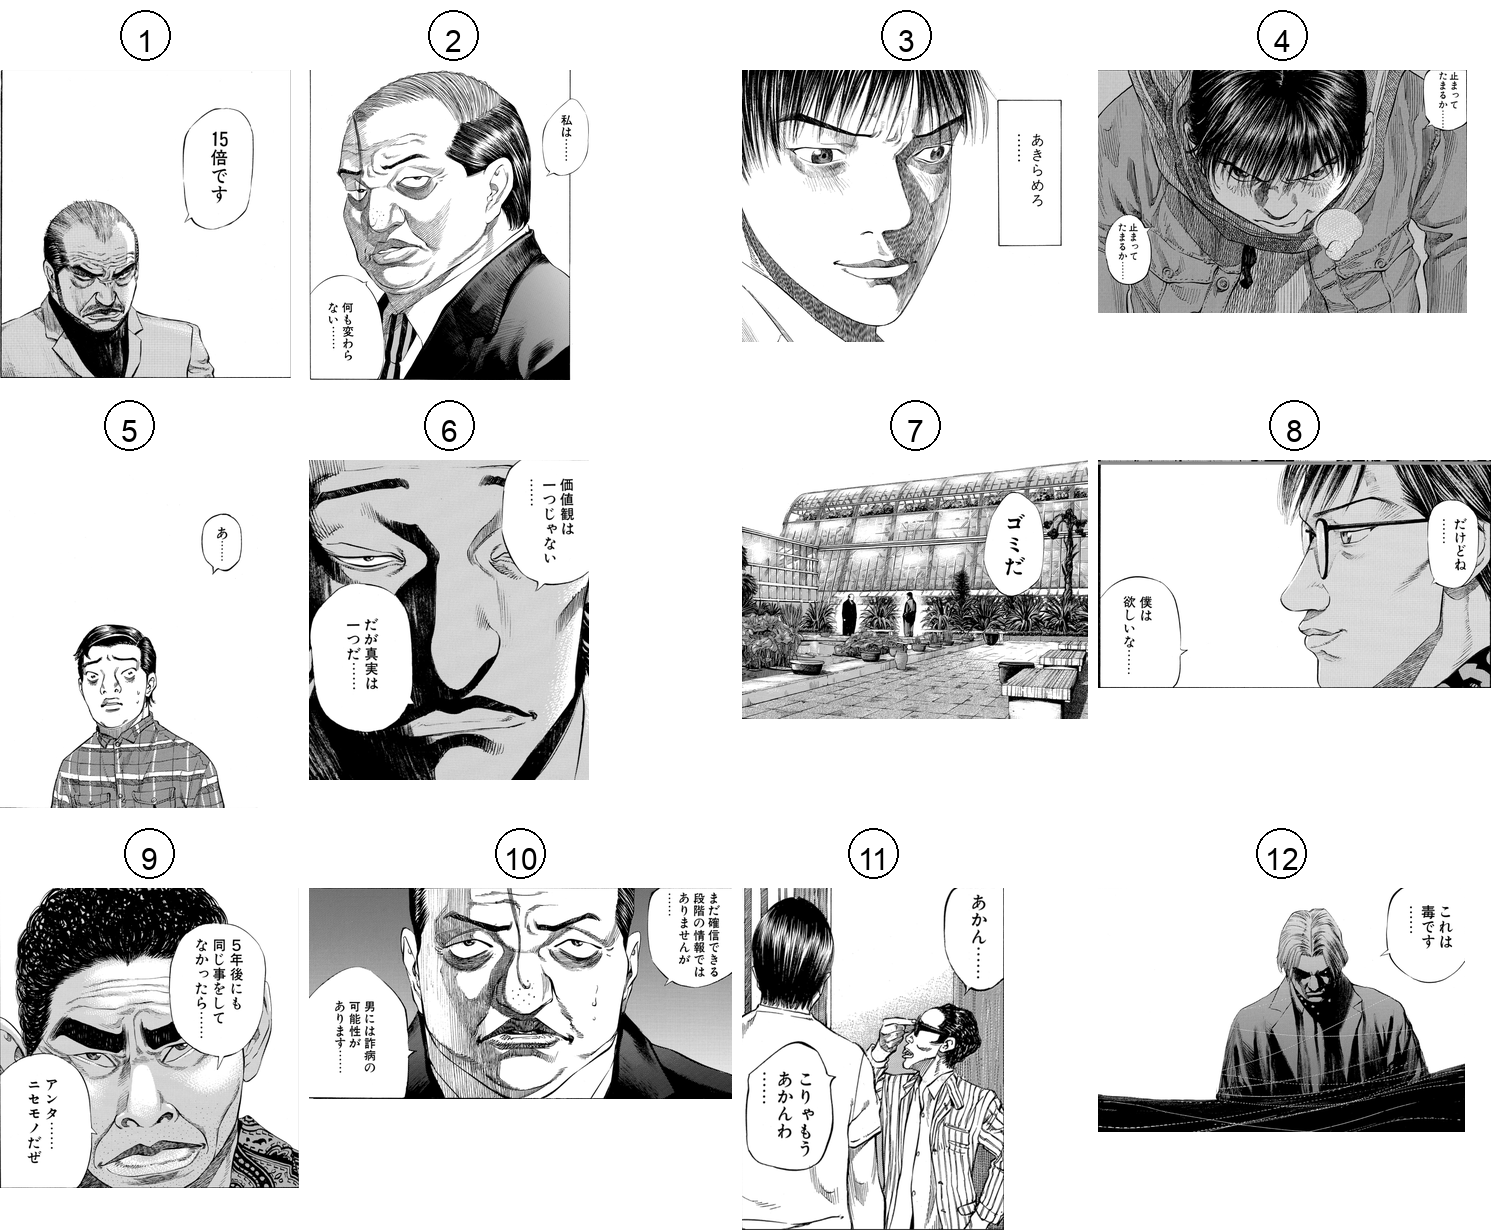 1
15
倍です
2
私は……
何も変わら
ない……
3
あきらめろ
……
4
止まって
たまるか……
止まって
たまるか……
5
あ……
6
価値観は
一つじゃない
……
だが真実は
一つだ……
7
ゴミだ
8
だけどね
……
僕は
欲しいな……
9
5年後にも
同じ事をして
なかったら……
アンタ……
ニセモノだぜ
10
まだ確信できる
段階の情報では
ありませんが
……
男には詐病の
可能性が
あります……
11
あかん……
こりゃもう
あかんわ
……
12
これは
毒です
……